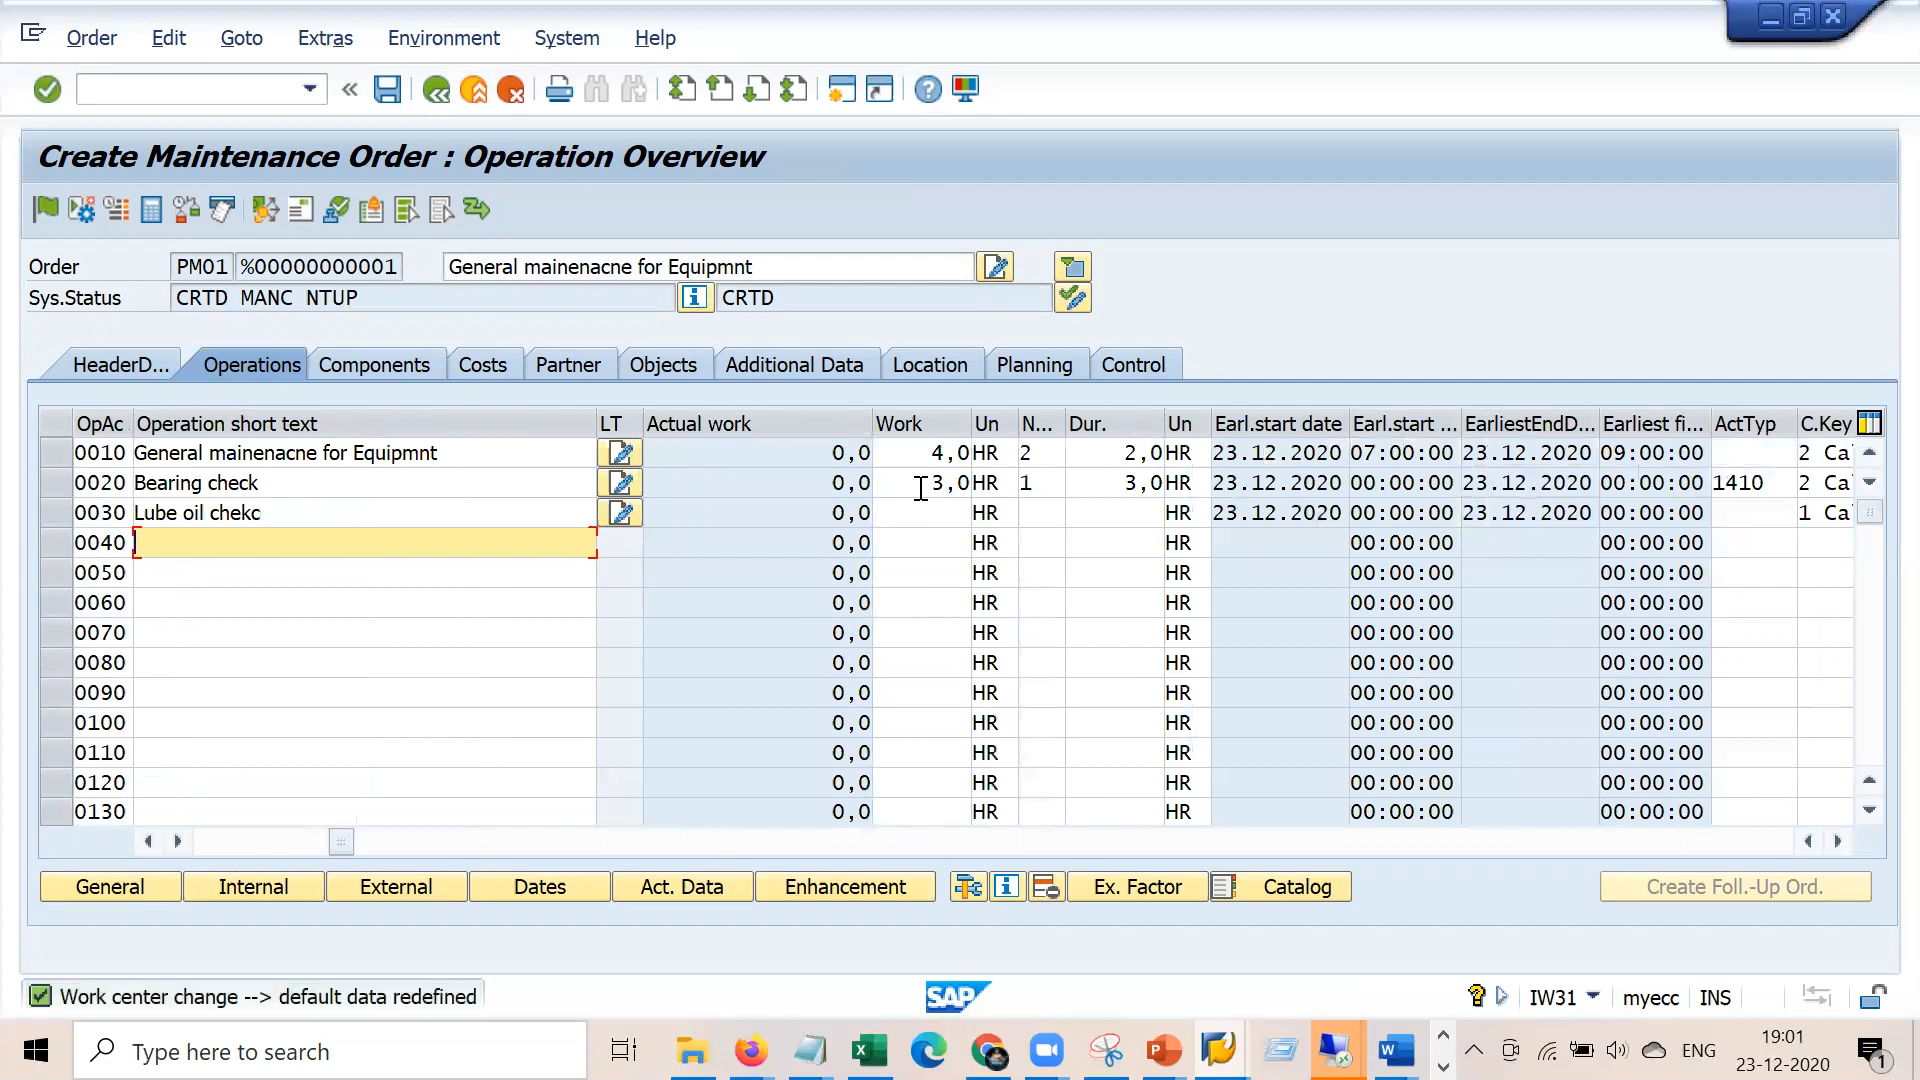 Order Edit Goto Extras Environment System Help
Create Maintenance Order : Operation Overview
Order PM01 %00000000001 General mainenacne for Equipmnt
Sys.Status CRTD MANC NTUP CRTD
HeaderD... Operations Components Costs Partner Objects Additional Data Location Planning Control
OpAc Operation short text LT Actual work Work Un N... Dur. Un Earl.start date Earl.start ... EarliestEndD... Earliest fi... ActTyp C.Key
0010 General mainenacne for Equipmnt 0,0 4,0 HR 2 2,0 HR 23.12.2020 07:00:00 23.12.2020 09:00:00 2 Ca
0020 Bearing check 0,0 3,0 HR 1 3,0 HR 23.12.2020 00:00:00 23.12.2020 00:00:00 1410 2 Ca
0030 Lube oil chekc 0,0 HR HR 23.12.2020 00:00:00 23.12.2020 00:00:00 1 Ca
0040 0,0 HR HR 00:00:00 00:00:00
0050 0,0 HR HR 00:00:00 00:00:00
0060 0,0 HR HR 00:00:00 00:00:00
0070 0,0 HR HR 00:00:00 00:00:00
0080 0,0 HR HR 00:00:00 00:00:00
0090 0,0 HR HR 00:00:00 00:00:00
0100 0,0 HR HR 00:00:00 00:00:00
0110 0,0 HR HR 00:00:00 00:00:00
0120 0,0 HR HR 00:00:00 00:00:00
0130 0,0 HR HR 00:00:00 00:00:00
General Internal External Dates Act. Data Enhancement Ex. Factor Catalog Create Foll.-Up Ord.
Work center change --> default data redefined SAP IW31 myecc INS
Type here to search ENG 19:01
23-12-2020 1